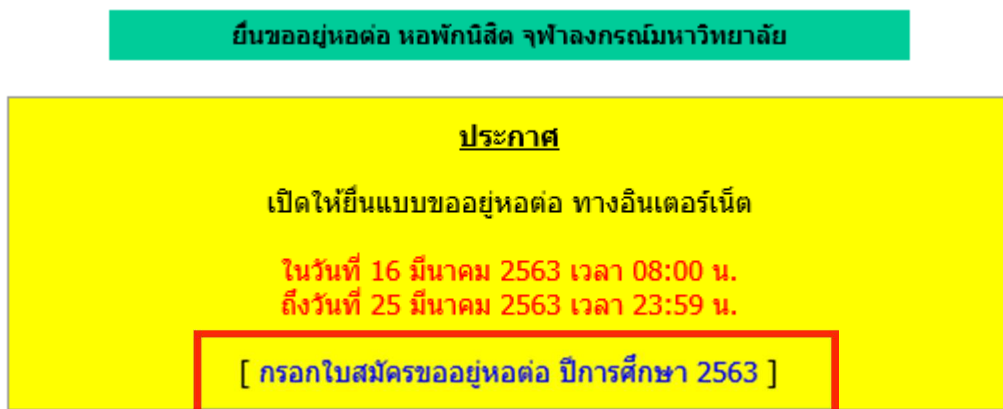 ยื่นขออยู่หอต่อ หอพักนิสิต จุฬาลงกรณ์มหาวิทยาลัย
ประกาศ
เปิดให้ยื่นแบบขออยู่หอต่อ ทางอินเตอร์เน็ต
ในวันที่ 16 มีนาคม 2563 เวลา 08:00 น.
ถึงวันที่ 25 มีนาคม 2563 เวลา 23:59 น.
[ กรอกใบสมัครขออยู่หอต่อ ปีการศึกษา 2563 ]